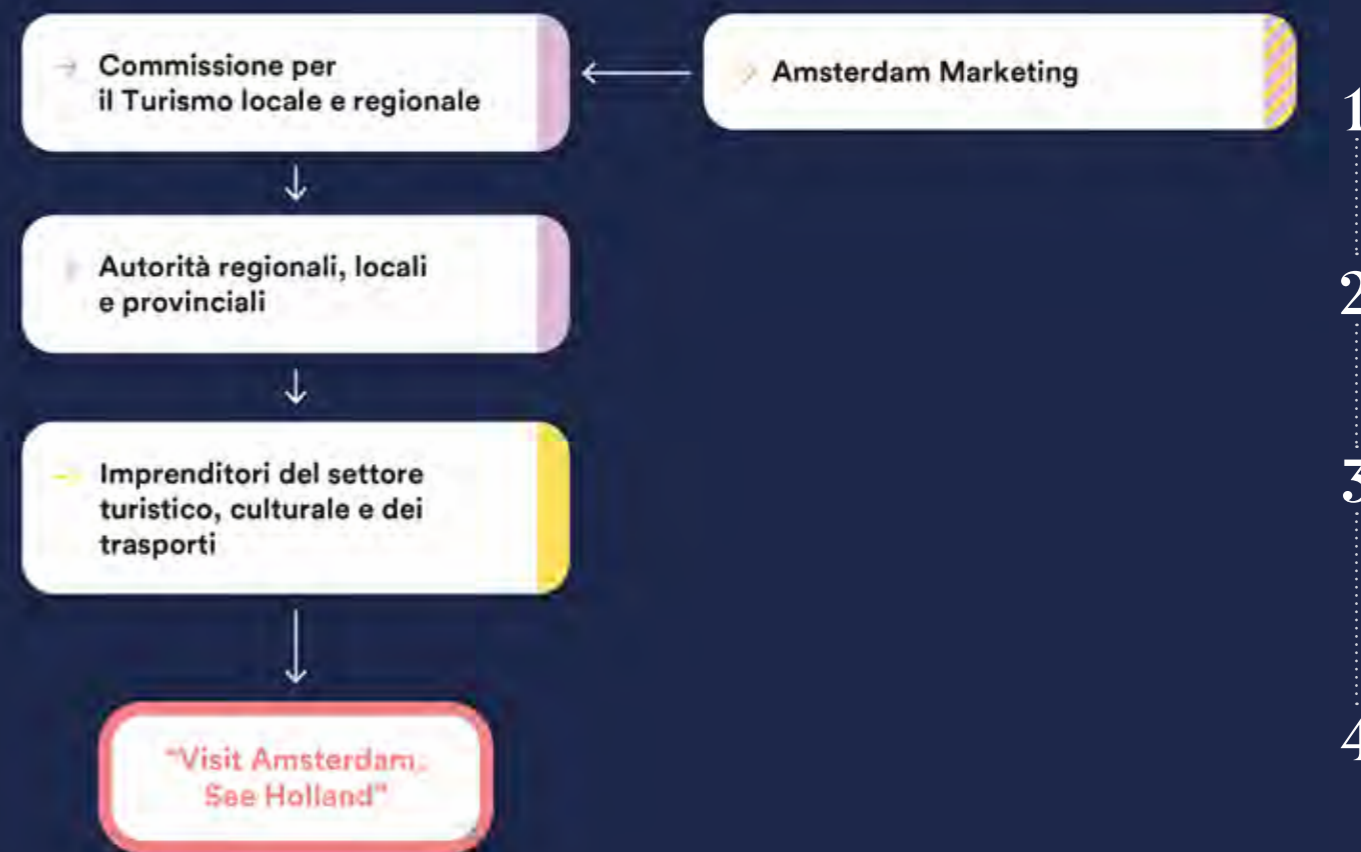 Commissione per
il Turismo locale e regionale
Amsterdam Marketing
Autorità regionali, locali
e provinciali
Imprenditori del settore
turistico, culturale e dei
trasporti
"Visit Amsterdam,
See Holland"
1
2
3
4